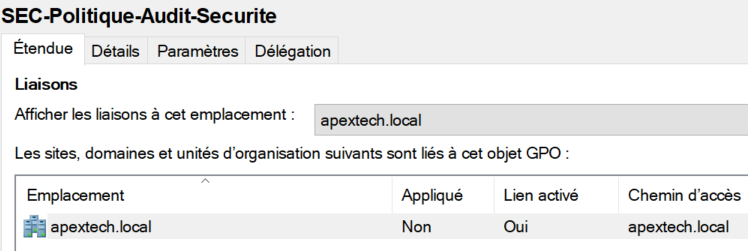 SEC-Politique-Audit-Securite
Étendue Détails Paramètres Délégation
Liaisons
Afficher les liaisons à cet emplacement : apextech.local
Les sites, domaines et unités d'organisation suivants sont liés à cet objet GPO :
Emplacement Appliqué Lien activé Chemin d'accès
apextech.local Non Oui apextech.local